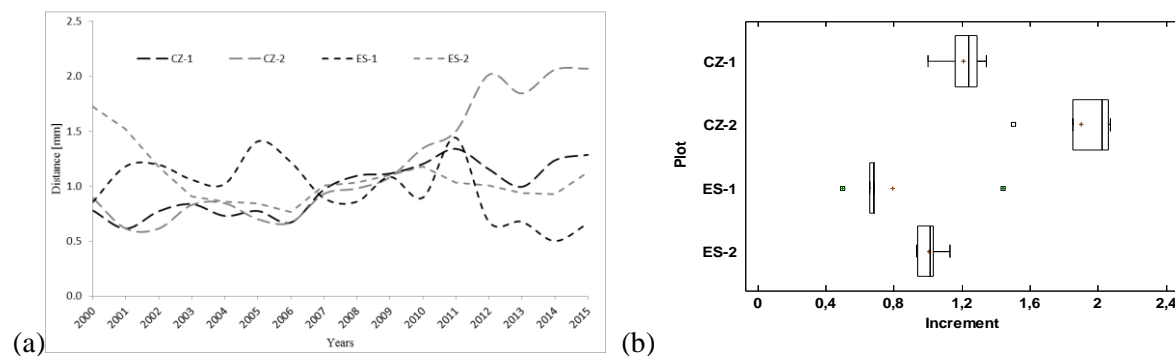 2.5
2.0
1.5
1.0
0.5
0.0
Distance [mm]
CZ-1 CZ-2 ES-1 ES-2
2000 2001 2002 2003 2004 2005 2006 2007 2008 2009 2010 2011 2012 2013 2014 2015
Years
(a)
Plot
CZ-1
CZ-2
ES-1
ES-2
0 0,4 0,8 1,2 1,6 2 2,4
Increment
(b)